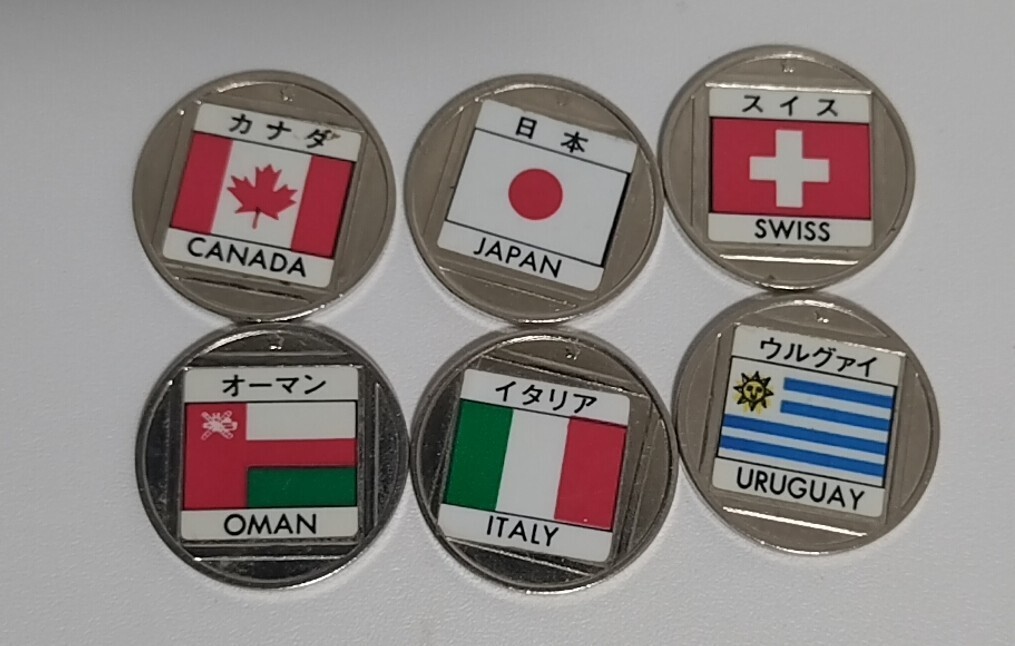 カナダ
CANADA
日本
JAPAN
スイス
SWISS
オーマン
OMAN
イタリア
ITALY
ウルグァイ
URUGUAY